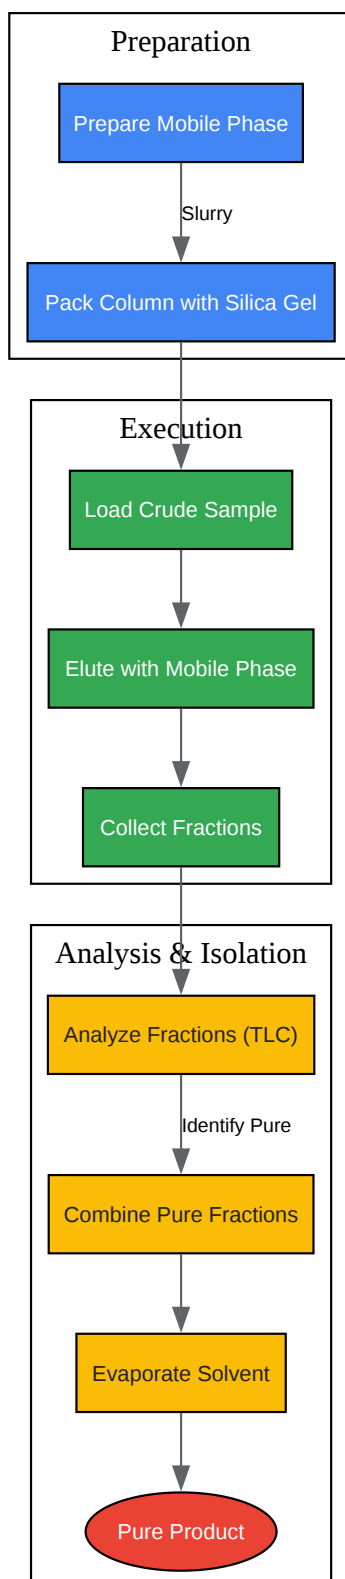 Preparation
Prepare Mobile Phase
Slurry
Pack Column with Silica Gel
Execution
Load Crude Sample
Elute with Mobile Phase
Collect Fractions
Analysis & Isolation
Analyze Fractions (TLC)
Identify Pure
Combine Pure Fractions
Evaporate Solvent
Pure Product